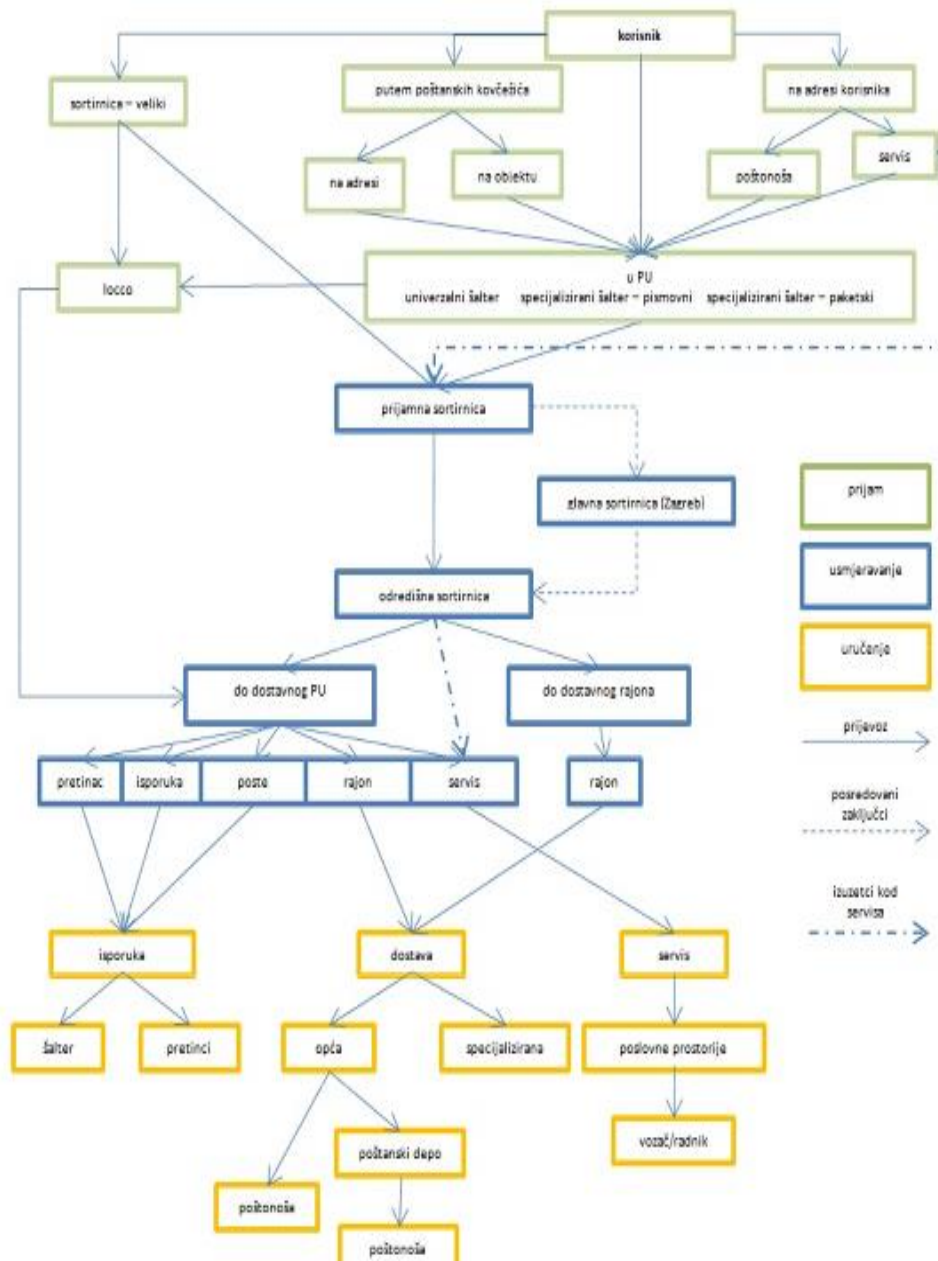 korisnik
sortirnica – veliki
putem poštanskih kovčežića
na adresi korisnika
na adresi
na objektu
poštonoša
servis
locco
u PU
univerzalni šalter specijalizirani šalter – pismovni specijalizirani šalter – paketski
prijamna sortirnica
glavna sortirnica (Zagreb)
odredišna sortirnica
do dostavnog PU
do dostavnog rajona
pretinac
isporuka
poste
rajon
servis
rajon
isporuka
dostava
servis
šalter
pretinci
opća
specijalizirana
poslovne prostorije
poštanski depo
vozač/radnik
poštonoša
poštonoša
prijam
usmjeravanje
uručenje
prijevoz
posredovani
zaključci
izuzetci kod
servisa